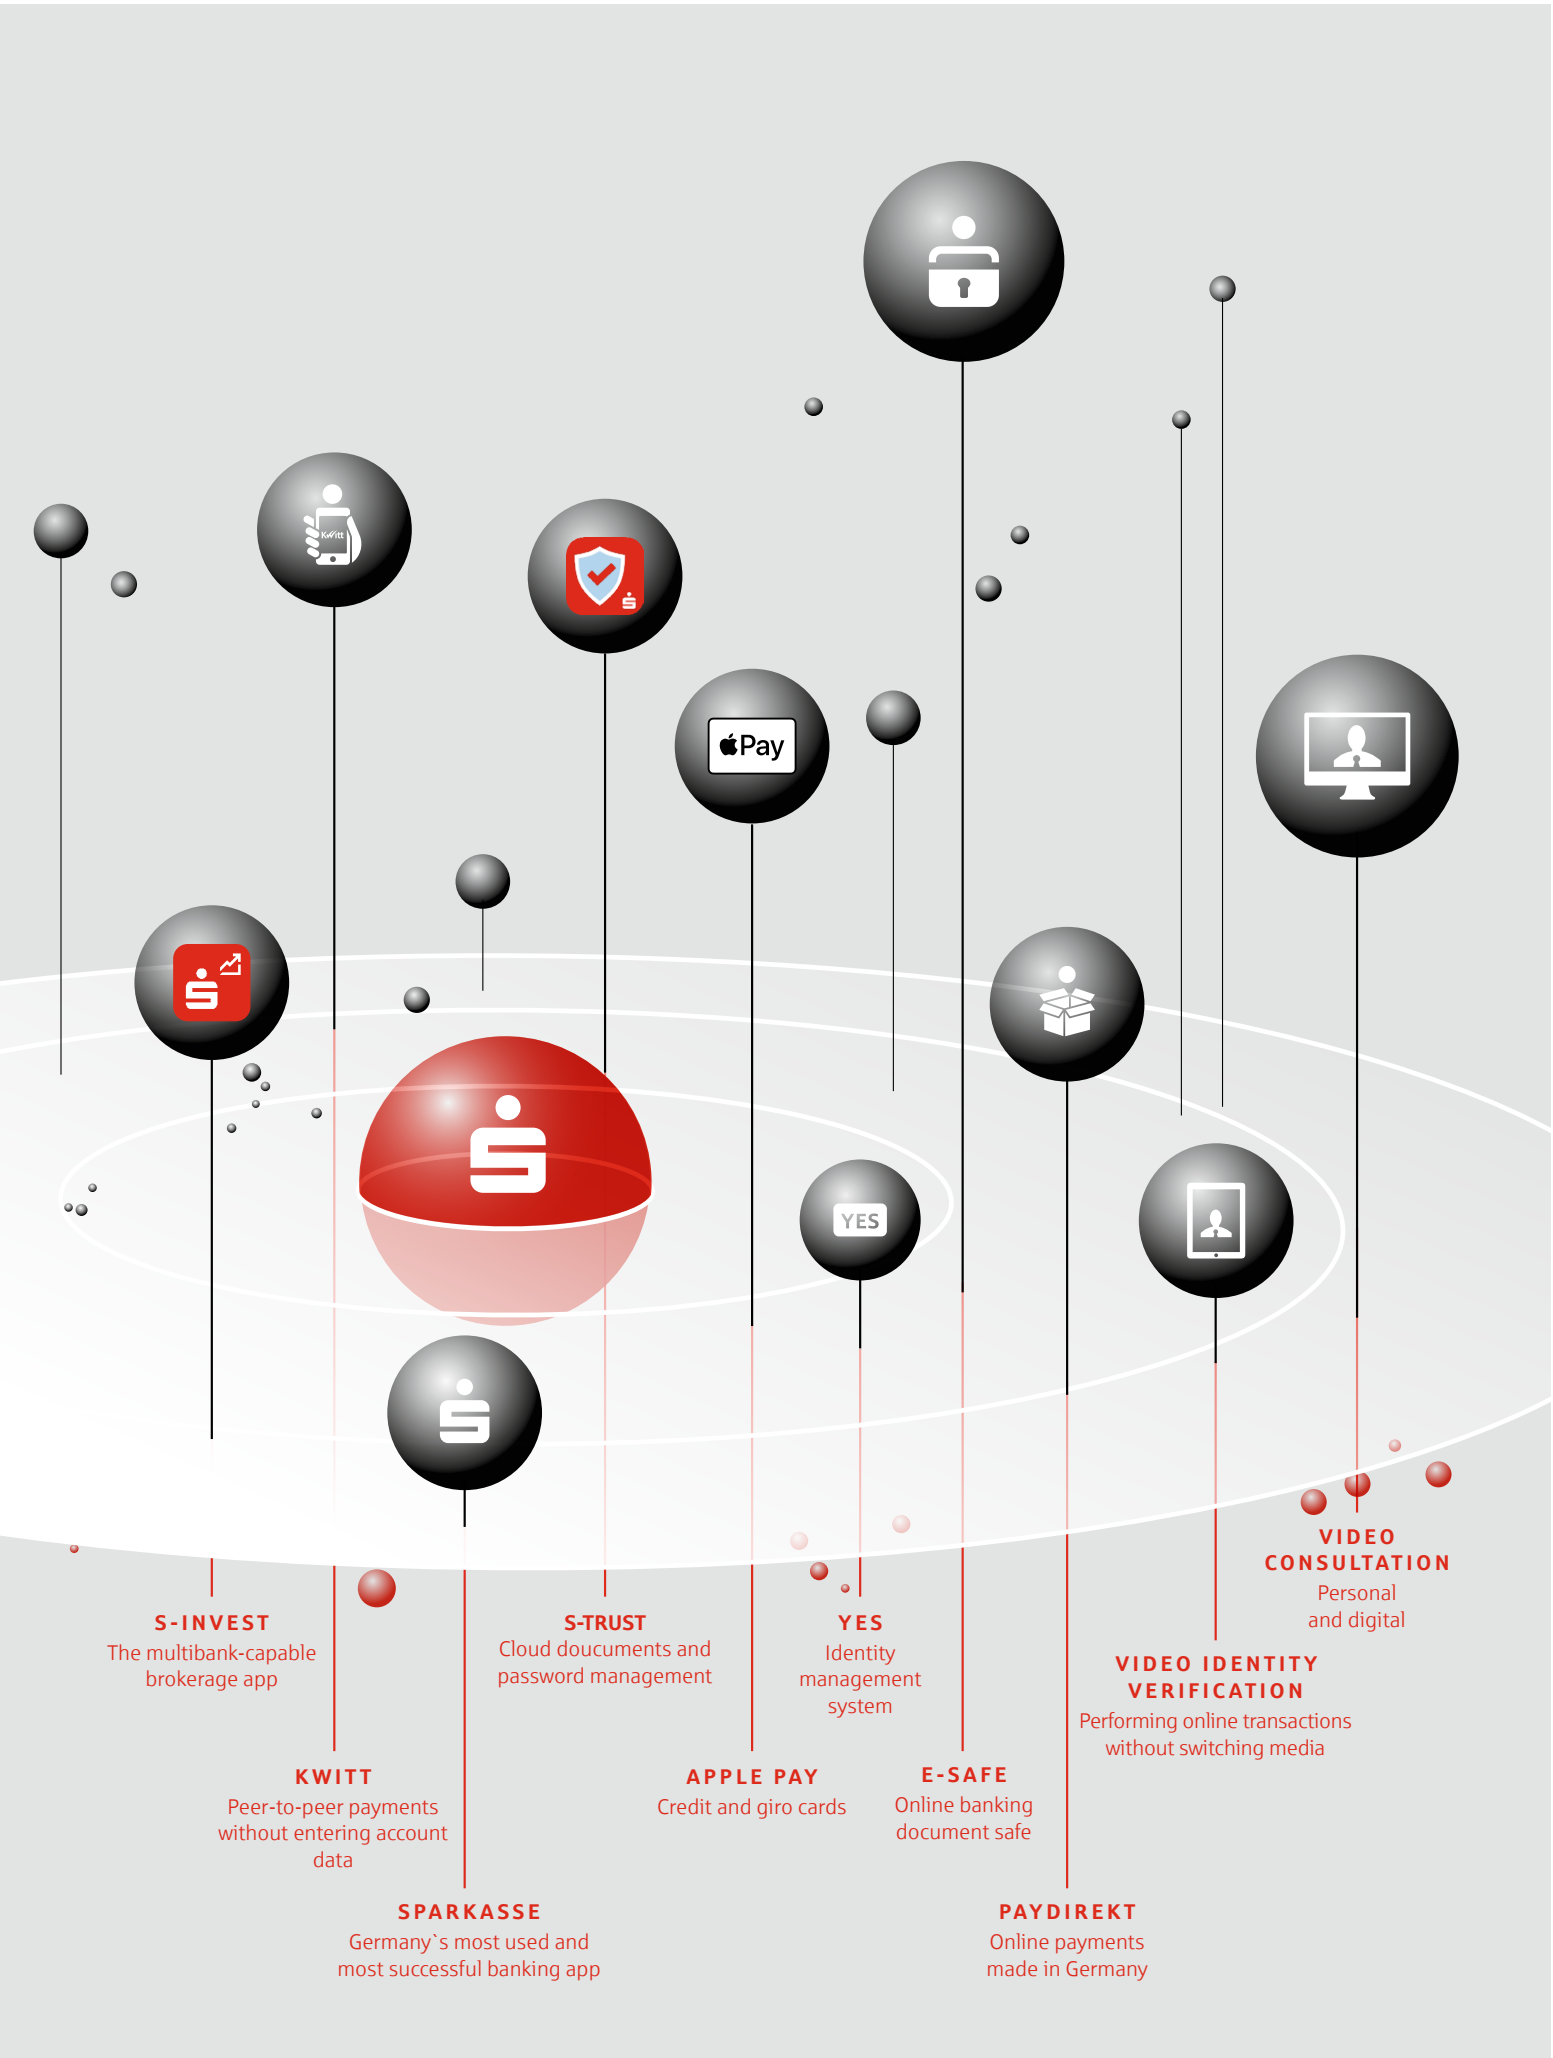 Kwitt
Pay
YES
S-INVEST
The multibank-capable
brokerage app
KWITT
Peer-to-peer payments
without entering account
data
SPARKASSE
Germany`s most used and
most successful banking app
S-TRUST
Cloud doucuments and
password management
APPLE PAY
Credit and giro cards
YES
Identity
management
system
E-SAFE
Online banking
document safe
PAYDIREKT
Online payments
made in Germany
VIDEO IDENTITY
VERIFICATION
Performing online transactions
without switching media
VIDEO
CONSULTATION
Personal
and digital